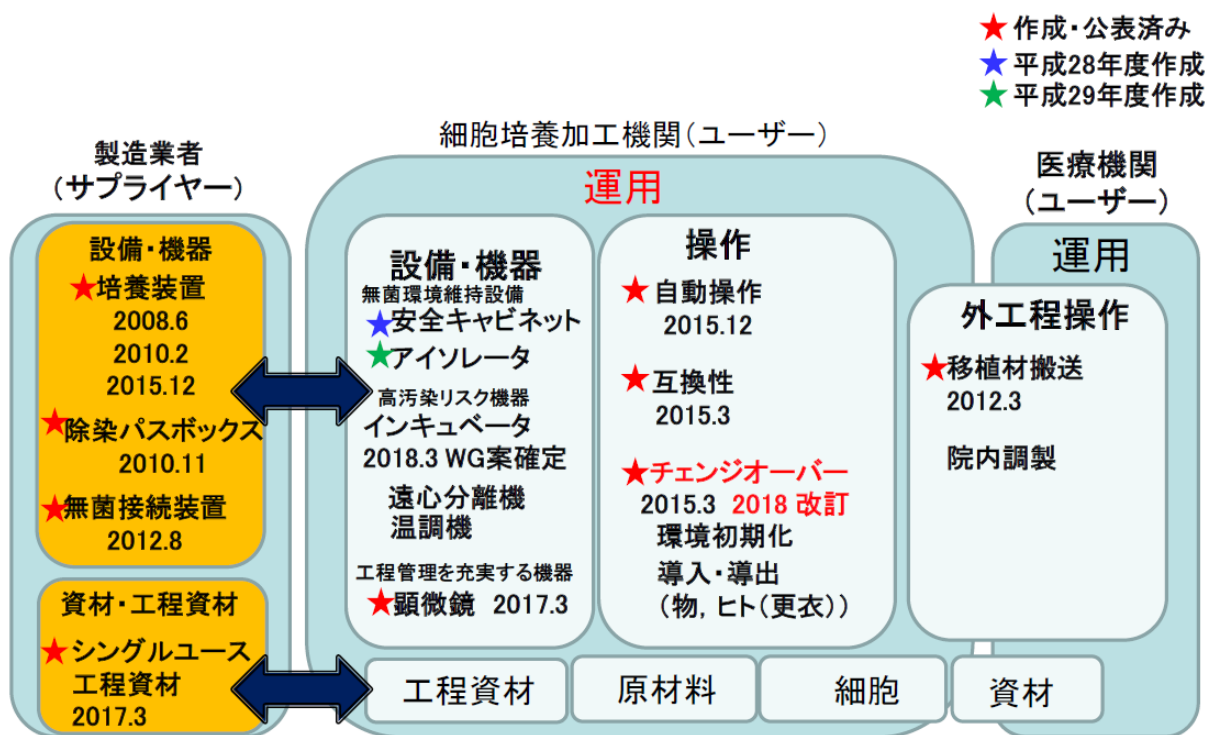 ★作成・公表済み
★平成28年度作成
★平成29年度作成
製造業者
(サプライヤー)
設備・機器
★培養装置
2008.6
2010.2
2015.12
★除染パスボックス
2010.11
★無菌接続装置
2012.8
資材・工程資材
★シングルユース
工程資材
2017.3
細胞培養加工機関(ユーザー)
運用
設備・機器
無菌環境維持設備
★安全キャビネット
★アイソレータ
高汚染リスク機器
インキュベータ
2018.3 WG案確定
遠心分離機
温調機
工程管理を充実する機器
★顕微鏡 2017.3
操作
★自動操作
2015.12
★互換性
2015.3
★チェンジオーバー
2015.3 2018 改訂
環境初期化
導入・導出
(物, ヒト(更衣))
工程資材
原材料
細胞
資材
医療機関
(ユーザー)
運用
外工程操作
★移植材搬送
2012.3
院内調製